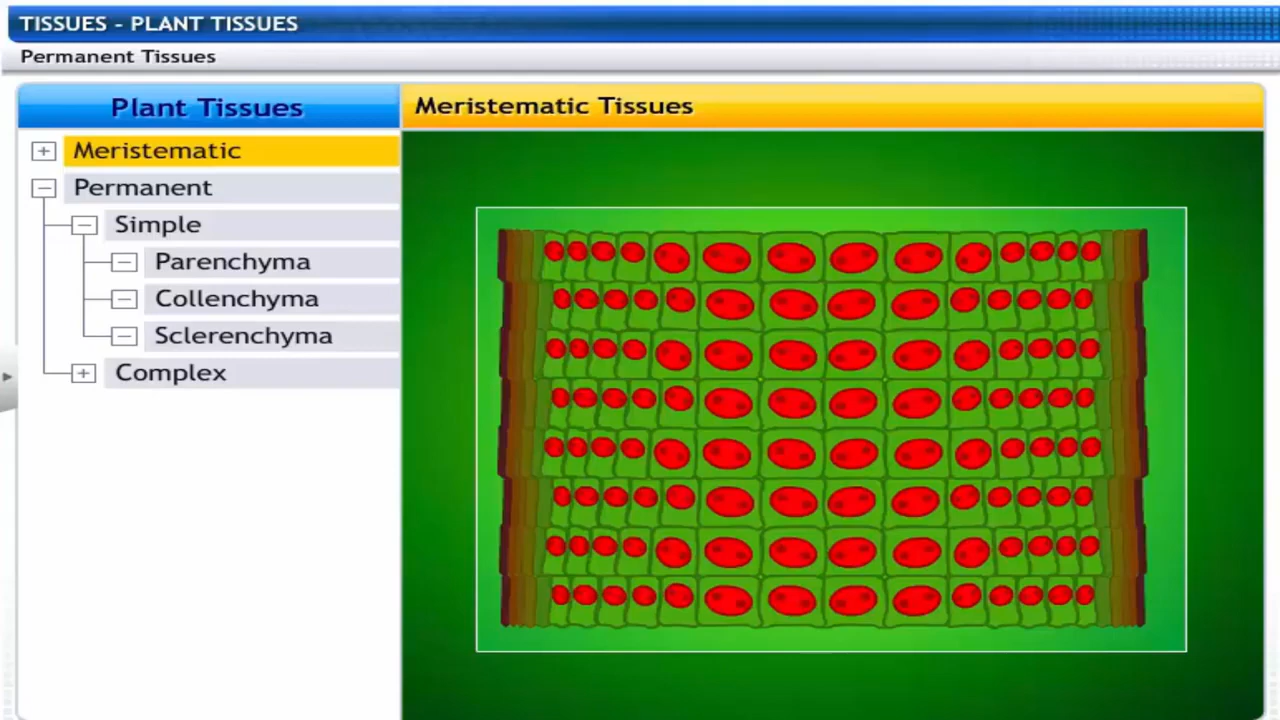 TISSUES - PLANT TISSUES
Permanent Tissues
Plant Tissues
Meristematic
Permanent
Simple
Parenchyma
Collenchyma
Sclerenchyma
Complex
Meristematic Tissues